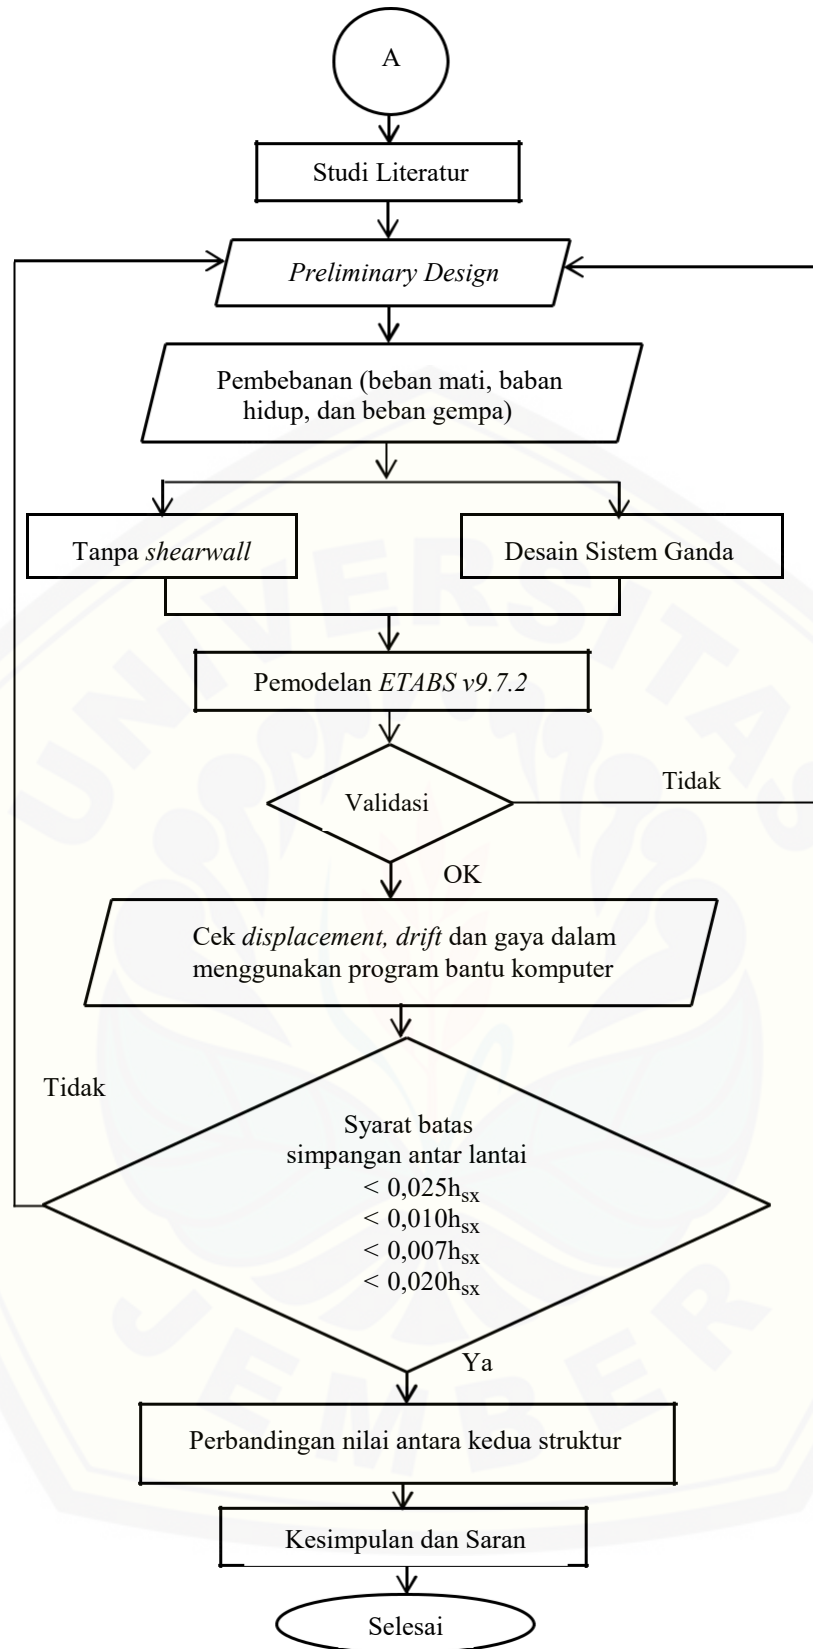 A
Studi Literatur
Preliminary Design
Pembebanan (beban mati, baban
hidup, dan beban gempa)
Tanpa shearwall
Desain Sistem Ganda
Pemodelan ETABS v9.7.2
Validasi
Tidak
OK
Cek displacement, drift dan gaya dalam
menggunakan program bantu komputer
Tidak
Syarat batas
simpangan antar lantai
< 0,025hsx
< 0,010hsx
< 0,007hsx
< 0,020hsx
Ya
Perbandingan nilai antara kedua struktur
Kesimpulan dan Saran
Selesai
UNIVERSITAS
JEMBER